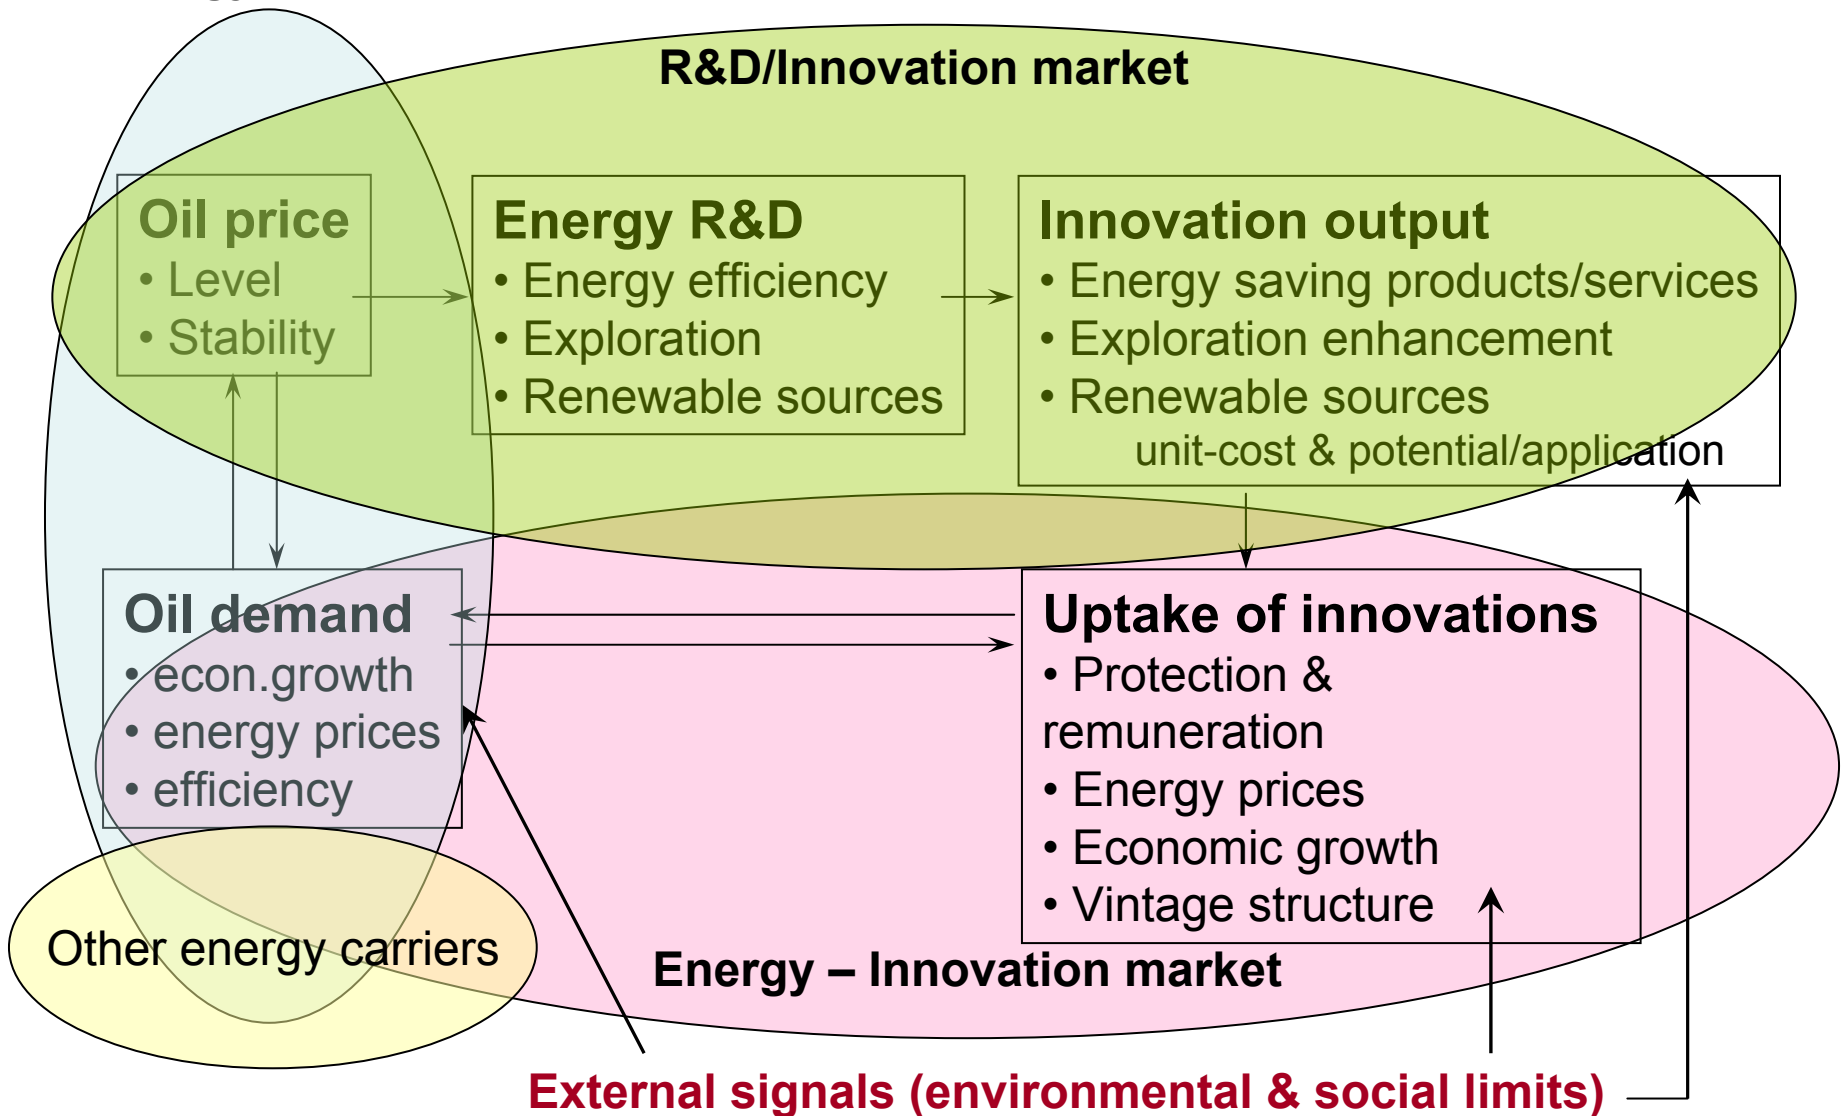 R&D/Innovation market
Oil price
• Level
• Stability
Energy R&D
• Energy efficiency
• Exploration
• Renewable sources
Innovation output
• Energy saving products/services
• Exploration enhancement
• Renewable sources
unit-cost & potential/application
Oil demand
• econ.growth
• energy prices
• efficiency
Uptake of innovations
• Protection &
remuneration
• Energy prices
• Economic growth
• Vintage structure
Other energy carriers
Energy – Innovation market
External signals (environmental & social limits)